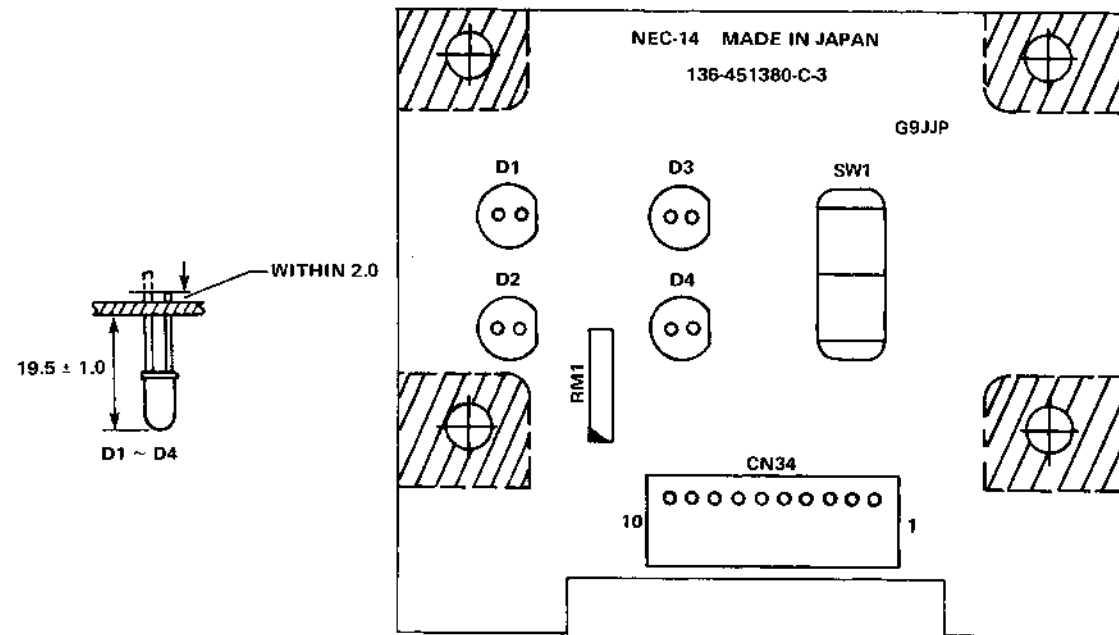 NEC-14 MADE IN JAPAN
136-451380-C-3
G9JJP
D1
D3
SW1
WITHIN 2.0
D2
D4
19.5 ± 1.0
RM1
D1 ~ D4
CN34
10
1